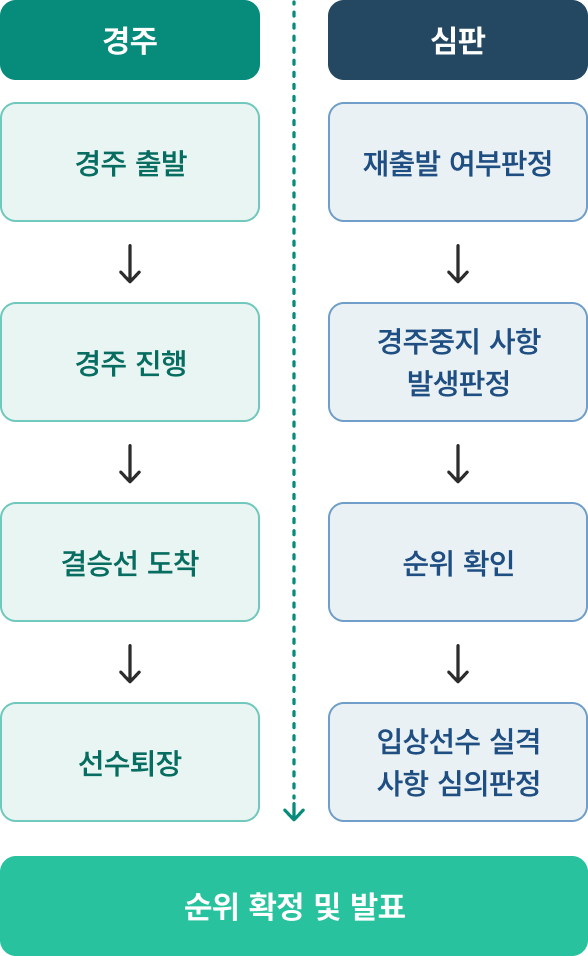 경주
심판
경주 출발
재출발 여부판정
경주 진행
경주중지 사항
발생판정
결승선 도착
순위 확인
선수퇴장
입상선수 실격
사항 심의판정
순위 확정 및 발표